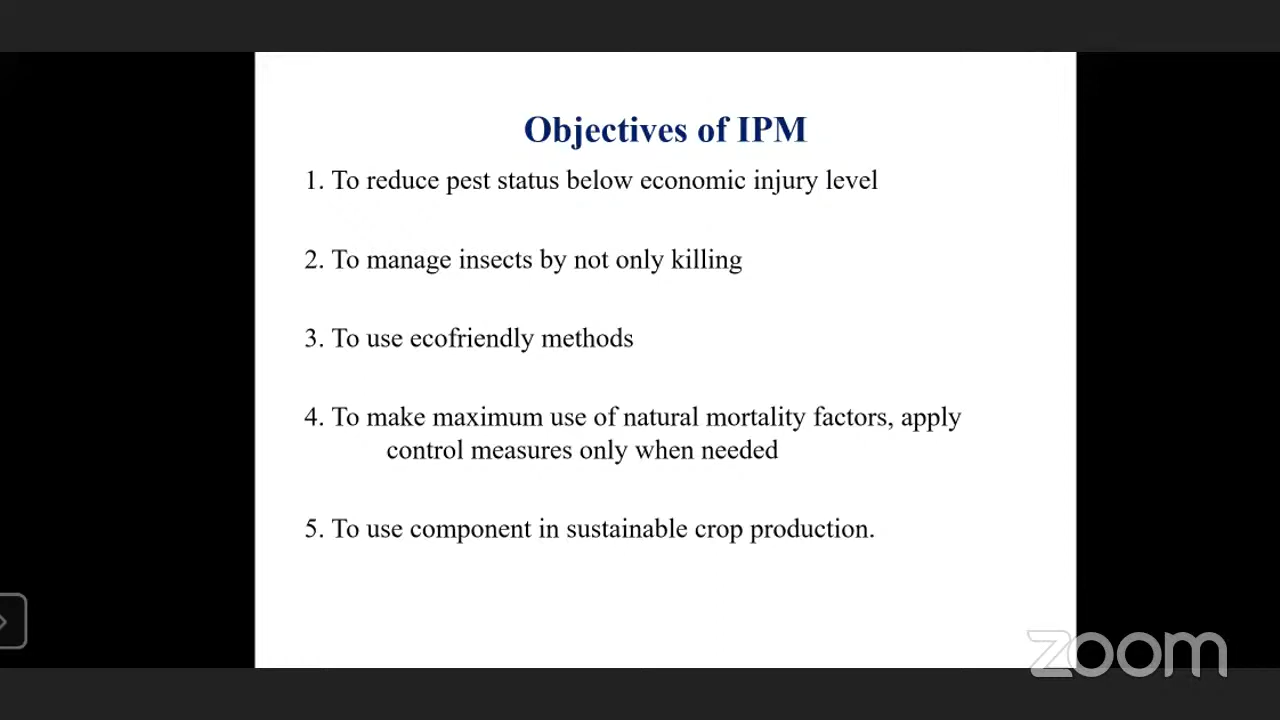 Objectives of IPM
1. To reduce pest status below economic injury level
2. To manage insects by not only killing
3. To use ecofriendly methods
4. To make maximum use of natural mortality factors, apply
control measures only when needed
5. To use component in sustainable crop production.
zoom